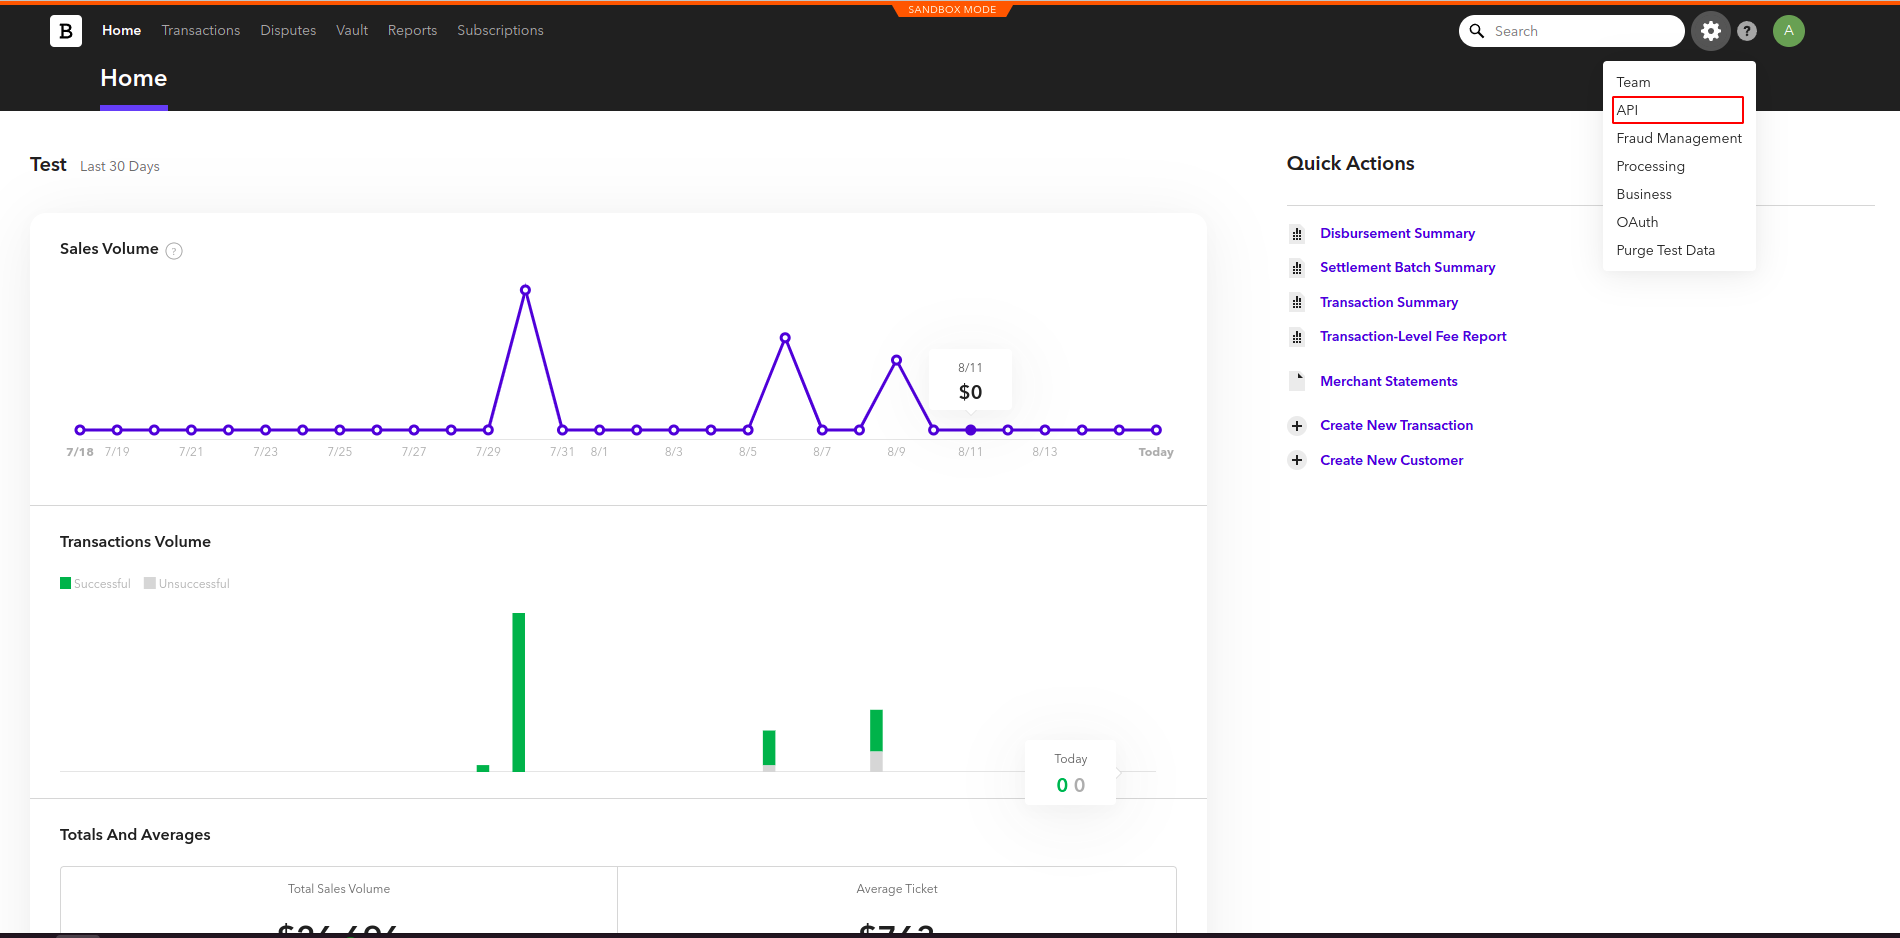 SANDBOX MODE
B Home Transactions Disputes Vault Reports Subscriptions Search ? A
Home
Team
API
Fraud Management
Processing
Business
OAuth
Purge Test Data
Test Last 30 Days
Sales Volume ?
8/11
$0
7/18 7/19 7/21 7/23 7/25 7/27 7/29 7/31 8/1 8/3 8/5 8/7 8/9 8/11 8/13 Today
Transactions Volume
Successful Unsuccessful
Today
0 0
Totals And Averages
Total Sales Volume Average Ticket
Quick Actions
Disbursement Summary
Settlement Batch Summary
Transaction Summary
Transaction-Level Fee Report
Merchant Statements
Create New Transaction
Create New Customer